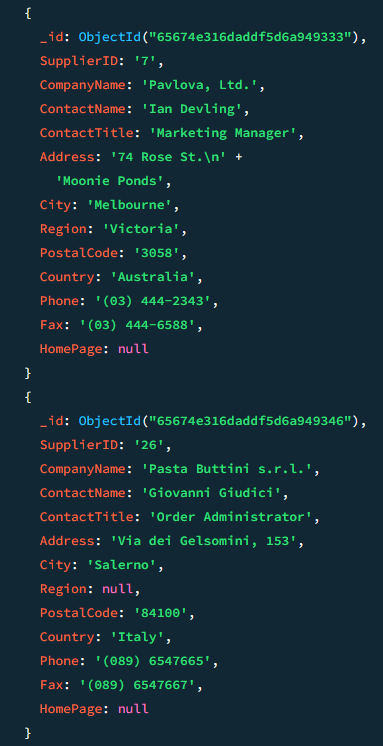 {
_id: ObjectId("65674e316daddf5d6a949333"),
SupplierID: '7',
CompanyName: 'Pavlova, Ltd.',
ContactName: 'Ian Devling',
ContactTitle: 'Marketing Manager',
Address: '74 Rose St.\n' +
'Moonie Ponds',
City: 'Melbourne',
Region: 'Victoria',
PostalCode: '3058',
Country: 'Australia',
Phone: '(03) 444-2343',
Fax: '(03) 444-6588',
HomePage: null
}
{
_id: ObjectId("65674e316daddf5d6a949346"),
SupplierID: '26',
CompanyName: 'Pasta Buttini s.r.l.',
ContactName: 'Giovanni Giudici',
ContactTitle: 'Order Administrator',
Address: 'Via dei Gelsomini, 153',
City: 'Salerno',
Region: null,
PostalCode: '84100',
Country: 'Italy',
Phone: '(089) 6547665',
Fax: '(089) 6547667',
HomePage: null
}